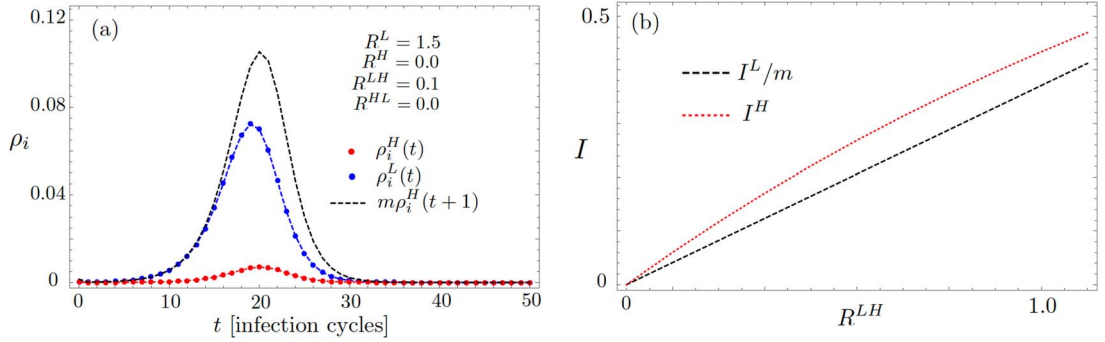 (a)
0.12
0.08
0.04
0
ρ_i
R^L = 1.5
R^H = 0.0
R^{LH} = 0.1
R^{HL} = 0.0
ρ_i^H(t)
ρ_i^L(t)
mρ_i^H(t + 1)
0 10 20 30 40 50
t [infection cycles]
(b)
0.5
I
0
I^L/m
I^H
0 1.0
R^{LH}